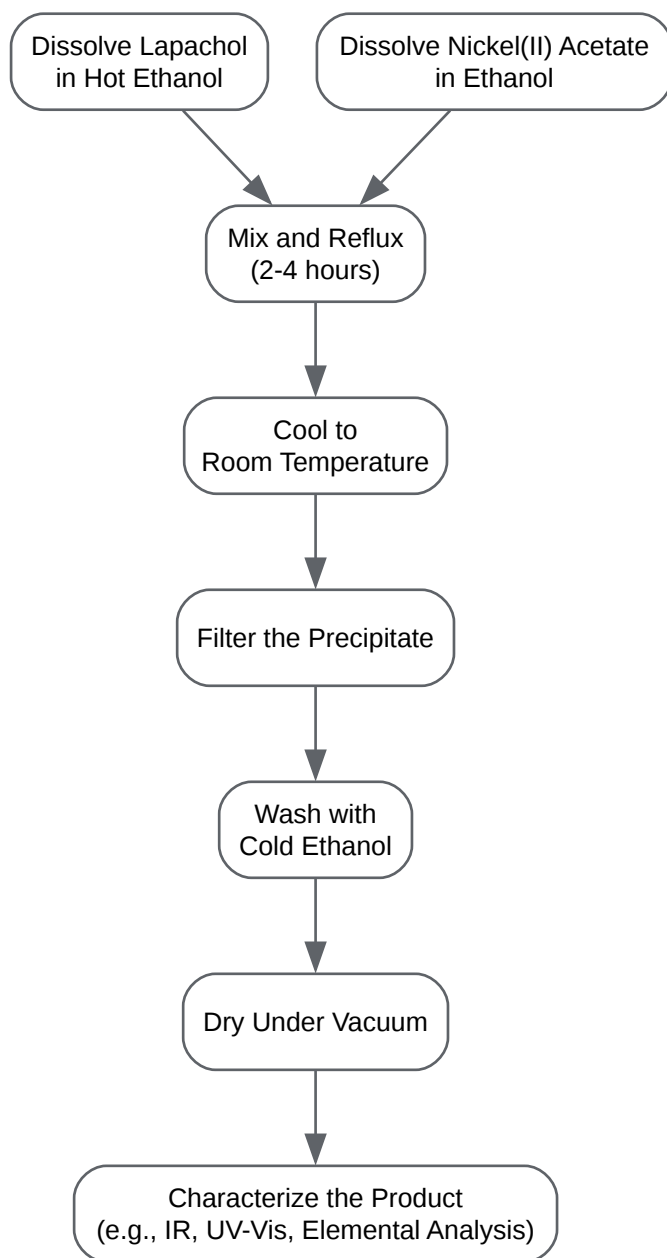 Dissolve Lapachol
in Hot Ethanol
Dissolve Nickel(II) Acetate
in Ethanol
Mix and Reflux
(2-4 hours)
Cool to
Room Temperature
Filter the Precipitate
Wash with
Cold Ethanol
Dry Under Vacuum
Characterize the Product
(e.g., IR, UV-Vis, Elemental Analysis)